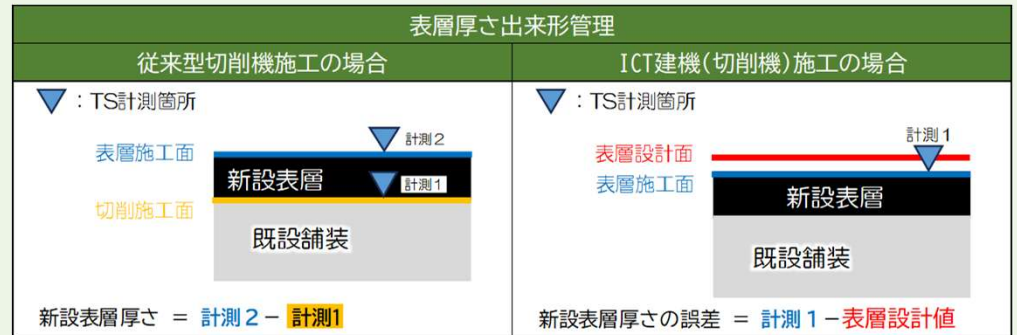 表層厚さ出来形管理
従来型切削機施工の場合
▼：TS計測箇所
計測２
表層施工面
新設表層
計測1
切削施工面
既設舗装
新設表層厚さ ＝ 計測２－ 計測1
ICT建機(切削機)施工の場合
▼：TS計測箇所
計測１
表層設計面
表層施工面
新設表層
既設舗装
新設表層厚さの誤差 ＝ 計測１－表層設計値